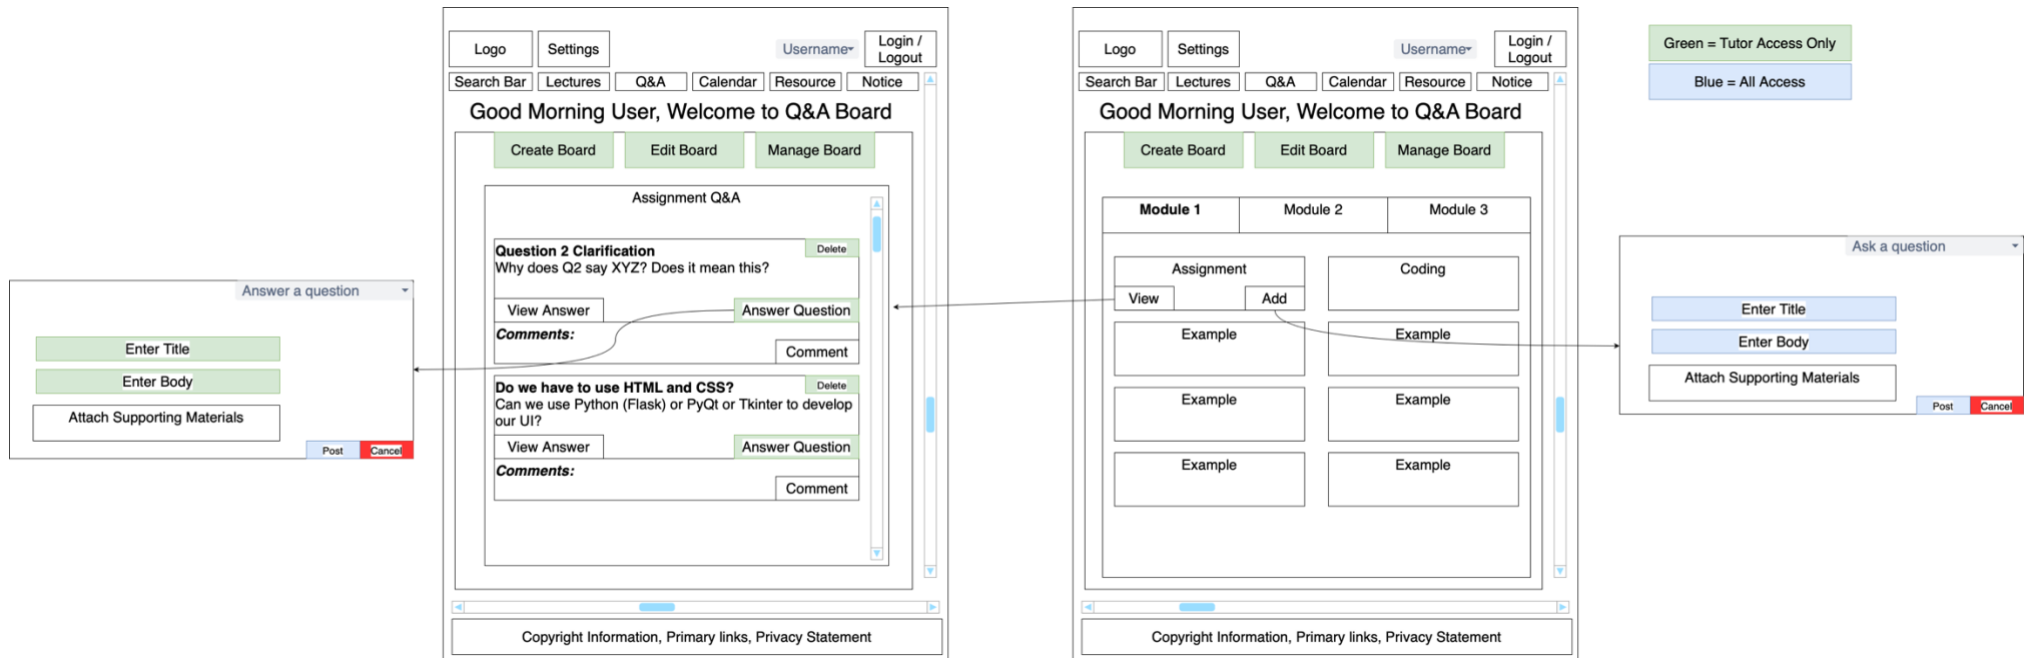 Answer a question
Enter Title
Enter Body
Attach Supporting Materials
Post
Cancel
Logo
Settings
Username
Login /
Logout
Search Bar
Lectures
Q&A
Calendar
Resource
Notice
Good Morning User, Welcome to Q&A Board
Create Board
Edit Board
Manage Board
Assignment Q&A
Question 2 Clarification
Delete
Why does Q2 say XYZ? Does it mean this?
View Answer
Answer Question
Comments:
Comment
Do we have to use HTML and CSS?
Delete
Can we use Python (Flask) or PyQt or Tkinter to develop
our UI?
View Answer
Answer Question
Comments:
Comment
Copyright Information, Primary links, Privacy Statement
Logo
Settings
Username
Login /
Logout
Search Bar
Lectures
Q&A
Calendar
Resource
Notice
Good Morning User, Welcome to Q&A Board
Create Board
Edit Board
Manage Board
Module 1
Module 2
Module 3
Assignment
View
Add
Coding
Example
Example
Example
Example
Example
Example
Copyright Information, Primary links, Privacy Statement
Green = Tutor Access Only
Blue = All Access
Ask a question
Enter Title
Enter Body
Attach Supporting Materials
Post
Cancel